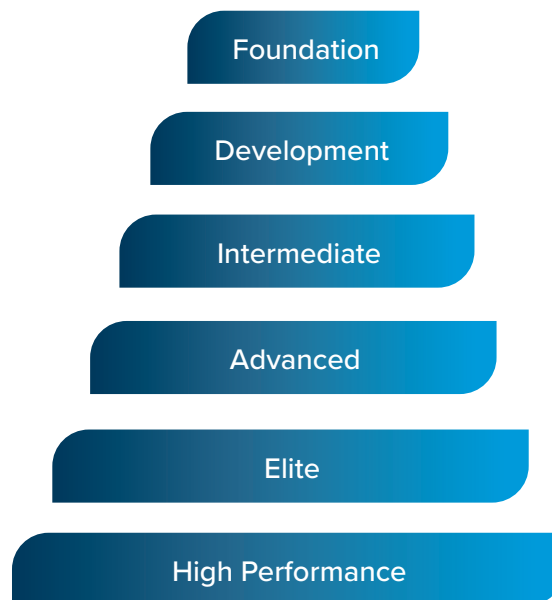 Foundation
Development
Intermediate
Advanced
Elite
High Performance